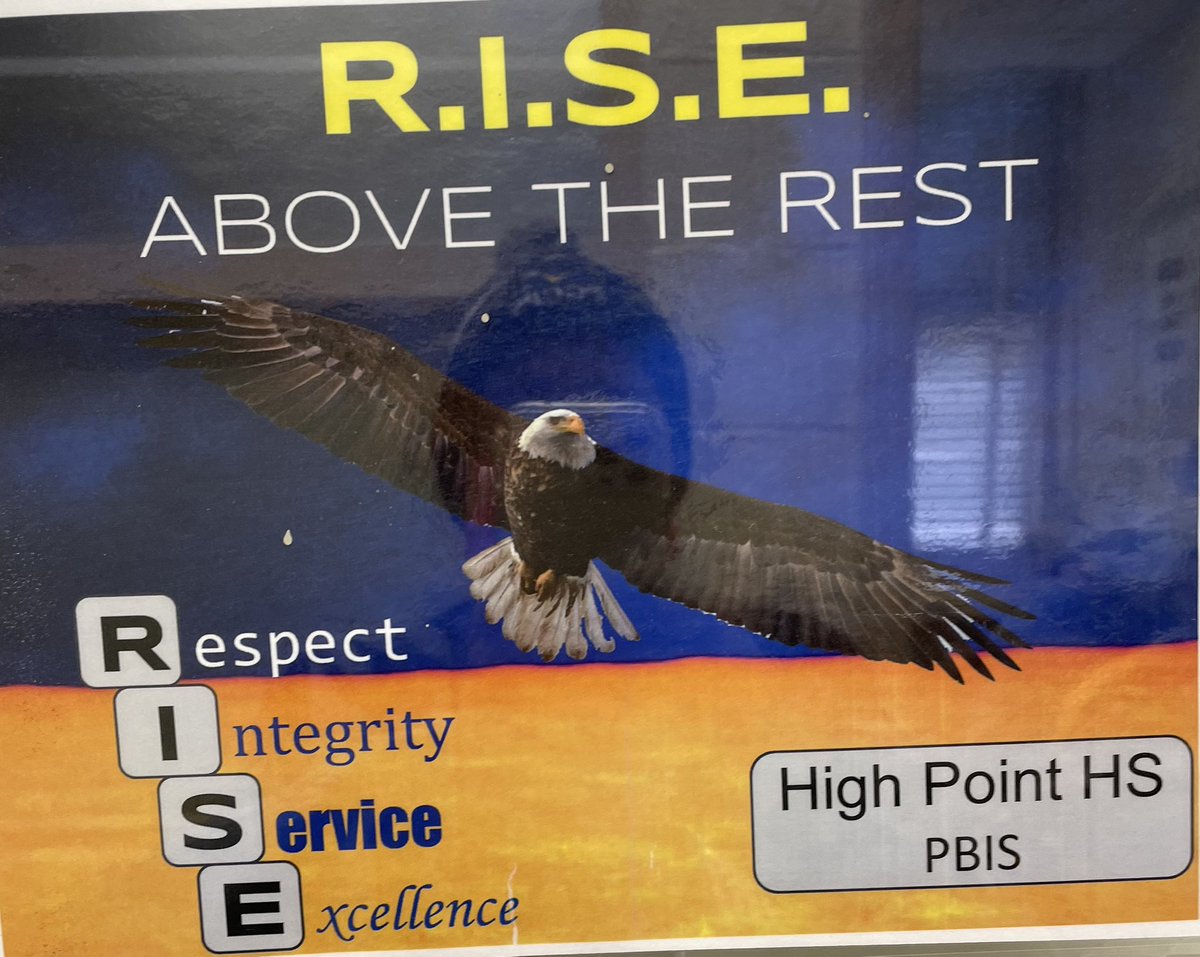 R.I.S.E.
ABOVE THE REST
Respect
Integrity
Service
Excellence
High Point HS
PBIS